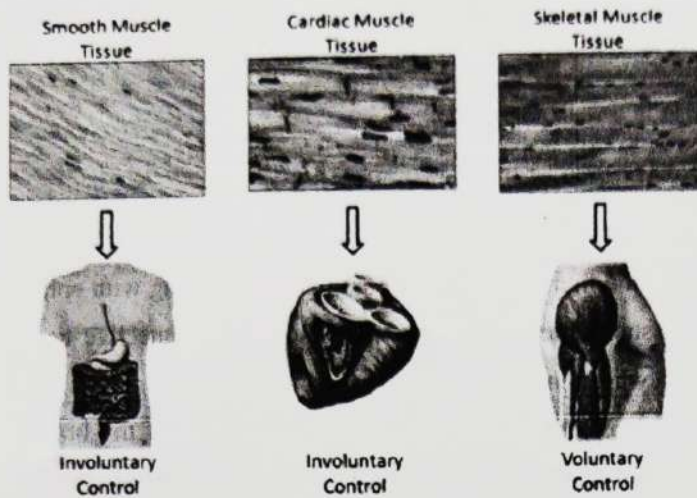 Smooth Muscle
Tissue
Cardiac Muscle
Tissue
Skeletal Muscle
Tissue
Involuntary
Control
Involuntary
Control
Voluntary
Control